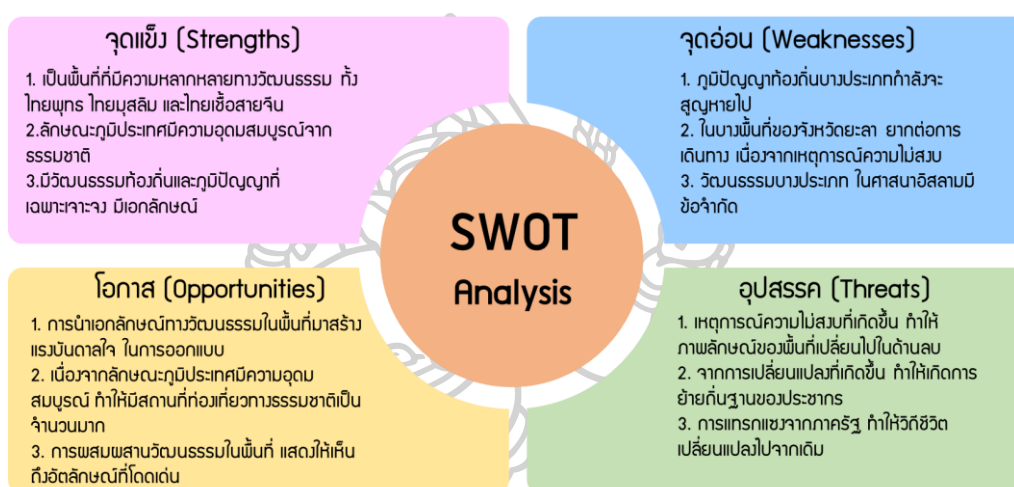 จุดแข็ง (Strengths)
1. เป็นพื้นที่ที่มีความหลากหลายทางวัฒนธรรม ทั้ง
ไทยพุทธ ไทยมุสลิม และไทยเชื้อสายจีน
2.ลักษณะภูมิประเทศมีความอุดมสมบูรณ์จาก
ธรรมชาติ
3.มีวัฒนธรรมท้องถิ่นและภูมิปัญญาที่
เฉพาะเจาะจง มีเอกลักษณ์
จุดอ่อน (Weaknesses)
1. ภูมิปัญญาท้องถิ่นบางประเภทกำลังจะ
สูญหายไป
2. ในบางพื้นที่ของจังหวัดยะลา ยากต่อการ
เดินทาง เนื่องจากเหตุการณ์ความไม่สงบ
3. วัฒนธรรมบางประเภท ในศาสนาอิสลามมี
ข้อจำกัด
SWOT
Analysis
โอกาส (Opportunities)
1. การนำเอกลักษณ์ทางวัฒนธรรมในพื้นที่มาสร้าง
แรงบันดาลใจ ในการออกแบบ
2. เนื่องจากลักษณะภูมิประเทศมีความอุดม
สมบูรณ์ ทำให้มีสถานที่ท่องเที่ยวทางธรรมชาติเป็น
จำนวนมาก
3. การผสมผสานวัฒนธรรมในพื้นที่ แสดงให้เห็น
ถึงอัตลักษณ์ที่โดดเด่น
อุปสรรค (Threats)
1. เหตุการณ์ความไม่สงบที่เกิดขึ้น ทำให้
ภาพลักษณ์ของพื้นที่เปลี่ยนไปในด้านลบ
2. จากการเปลี่ยนแปลงที่เกิดขึ้น ทำให้เกิดการ
ย้ายถิ่นฐานของประชากร
3. การแทรกแซงจากภาครัฐ ทำให้วิถีชีวิต
เปลี่ยนแปลงไปจากเดิม